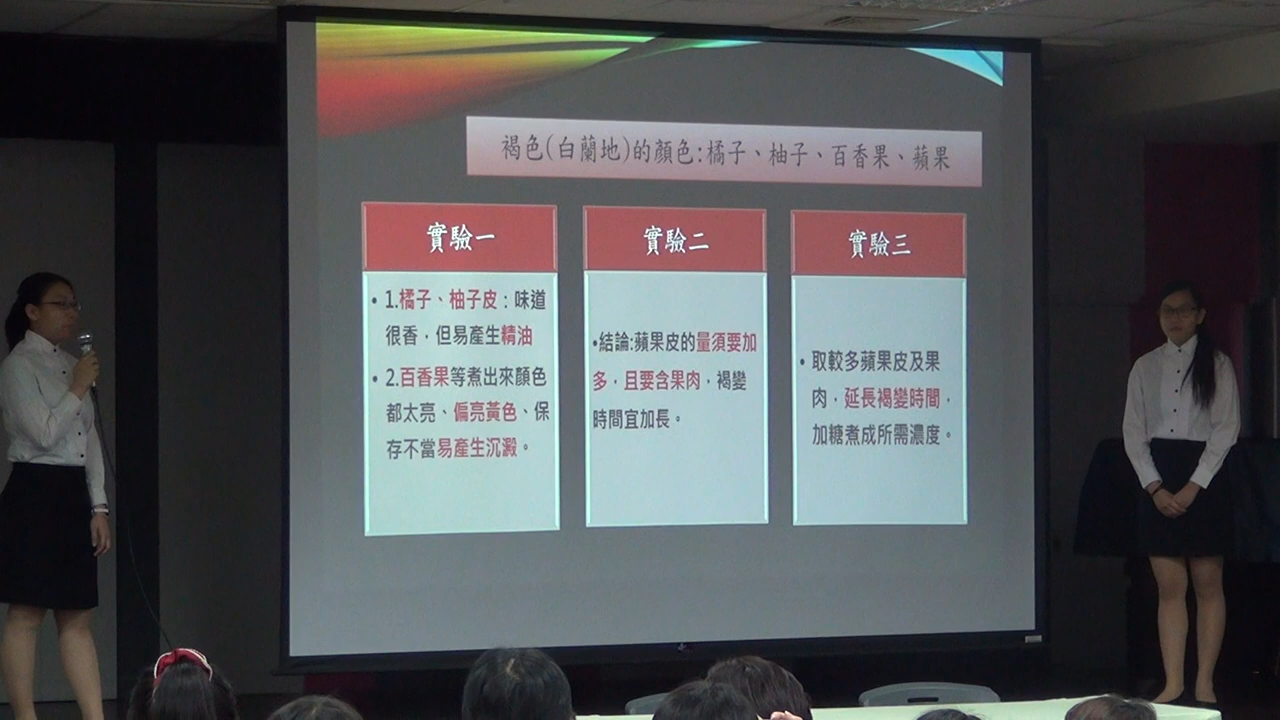 褐色(白蘭地)的顏色:橘子、柚子、百香果、蘋果
實驗一
• 1.橘子、柚子皮：味道
很香，但易產生精油
• 2.百香果等煮出來顏色
都太亮、偏亮黃色、保
存不當易產生沉澱。
實驗二
•結論:蘋果皮的量須要加
多，且要含果肉，褐變
時間宜加長。
實驗三
• 取較多蘋果皮及果
肉，延長褐變時間，
加糖煮成所需濃度。